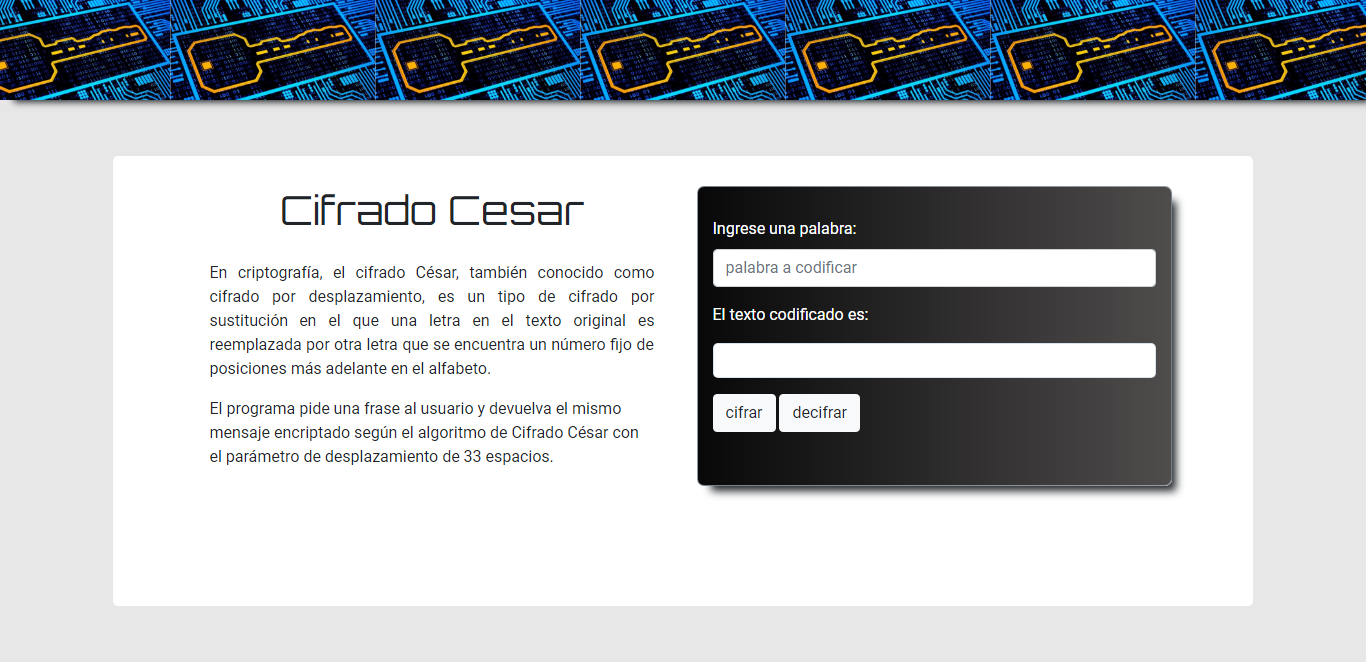 Cifrado Cesar
En criptografía, el cifrado César, también conocido como
cifrado por desplazamiento, es un tipo de cifrado por
sustitución en el que una letra en el texto original es
reemplazada por otra letra que se encuentra un número fijo de
posiciones más adelante en el alfabeto.
El programa pide una frase al usuario y devuelva el mismo
mensaje encriptado según el algoritmo de Cifrado César con
el parámetro de desplazamiento de 33 espacios.
Ingrese una palabra:
palabra a codificar
El texto codificado es:
cifrar decifrar